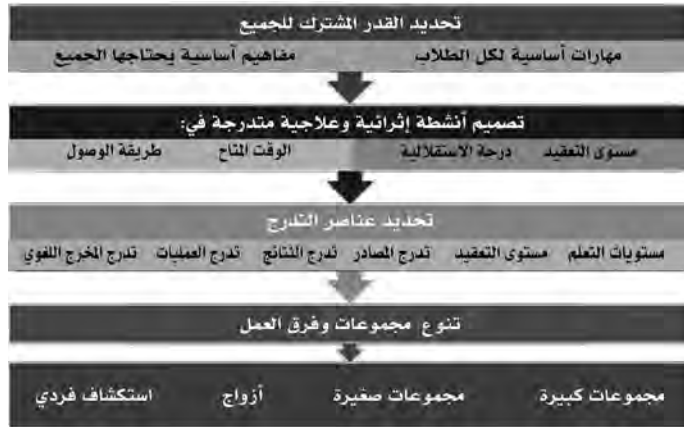 تحديد القدر المشترك للجميع
مهارات أساسية لكل الطلاب مفاهيم أساسية يحتاجها الجميع
تصميم أنشطة إثرائية وعلاجية متدرجة في:
مستوى التعقيد درجة الاستقلالية الوقت المتاح طريقة الوصول
تحديد عناصر التدرج
مستويات التعلم مستوى التعقيد تدرج المصادر تدرج النتائج تدرج العمليات تدرج المخرج اللغوي
تنوع مجموعات وفرق العمل
مجموعات كبيرة مجموعات صغيرة أزواج استكشاف فردي